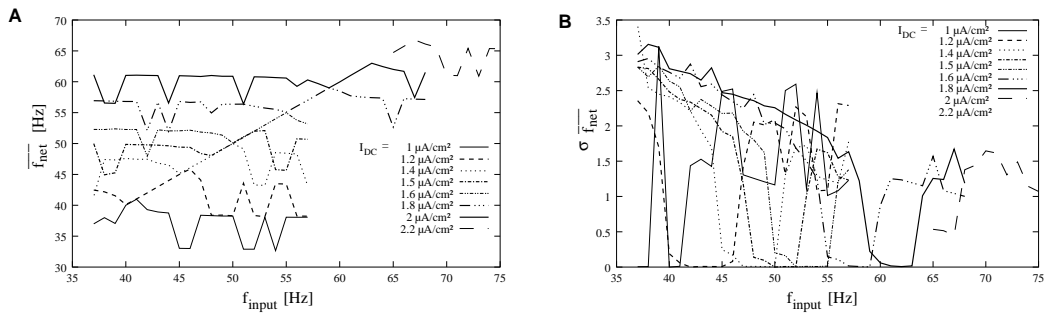 A
f̅net [Hz]
70
65
60
55
50
45
40
35
30
I_DC = 1 μA/cm²
1.2 μA/cm²
1.4 μA/cm²
1.5 μA/cm²
1.6 μA/cm²
1.8 μA/cm²
2 μA/cm²
2.2 μA/cm²
35 40 45 50 55 60 65 70 75
f_input [Hz]
B
σ f̅net
3.5
3
2.5
2
1.5
1
0.5
0
I_DC = 1 μA/cm²
1.2 μA/cm²
1.4 μA/cm²
1.5 μA/cm²
1.6 μA/cm²
1.8 μA/cm²
2 μA/cm²
2.2 μA/cm²
35 40 45 50 55 60 65 70 75
f_input [Hz]